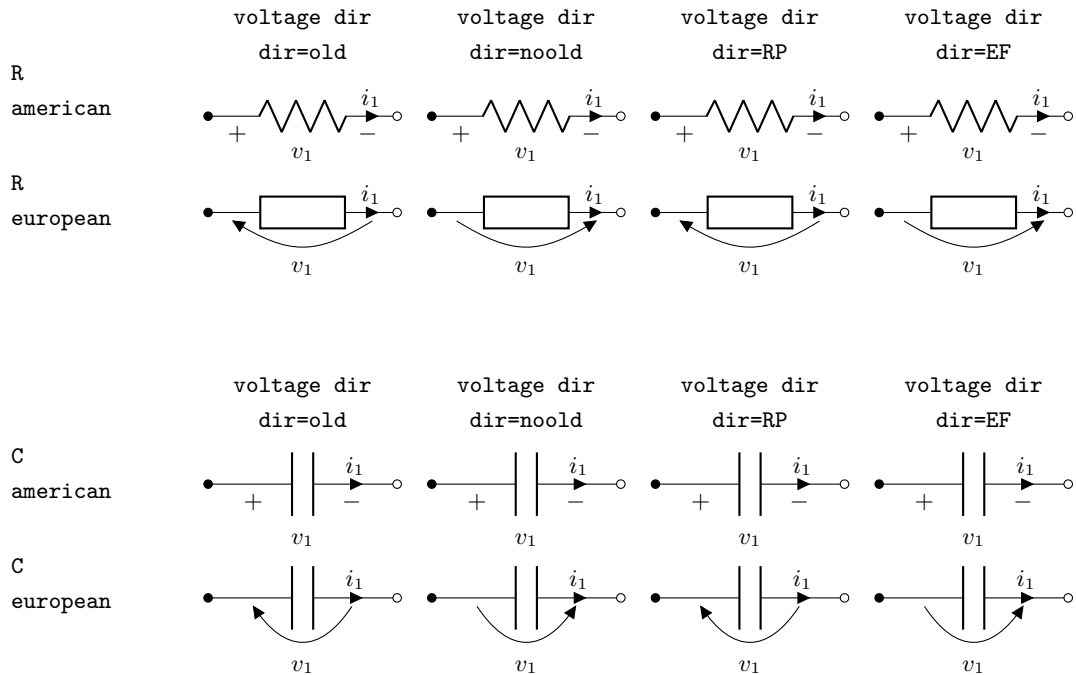 voltage dir voltage dir voltage dir voltage dir
dir=old dir=noold dir=RP dir=EF
R
american
i₁ i₁ i₁ i₁
+ − + − + − + −
v₁ v₁ v₁ v₁
R
european
i₁ i₁ i₁ i₁
v₁ v₁ v₁ v₁
voltage dir voltage dir voltage dir voltage dir
dir=old dir=noold dir=RP dir=EF
C
american
i₁ i₁ i₁ i₁
+ − + − + − + −
v₁ v₁ v₁ v₁
C
european
i₁ i₁ i₁ i₁
v₁ v₁ v₁ v₁